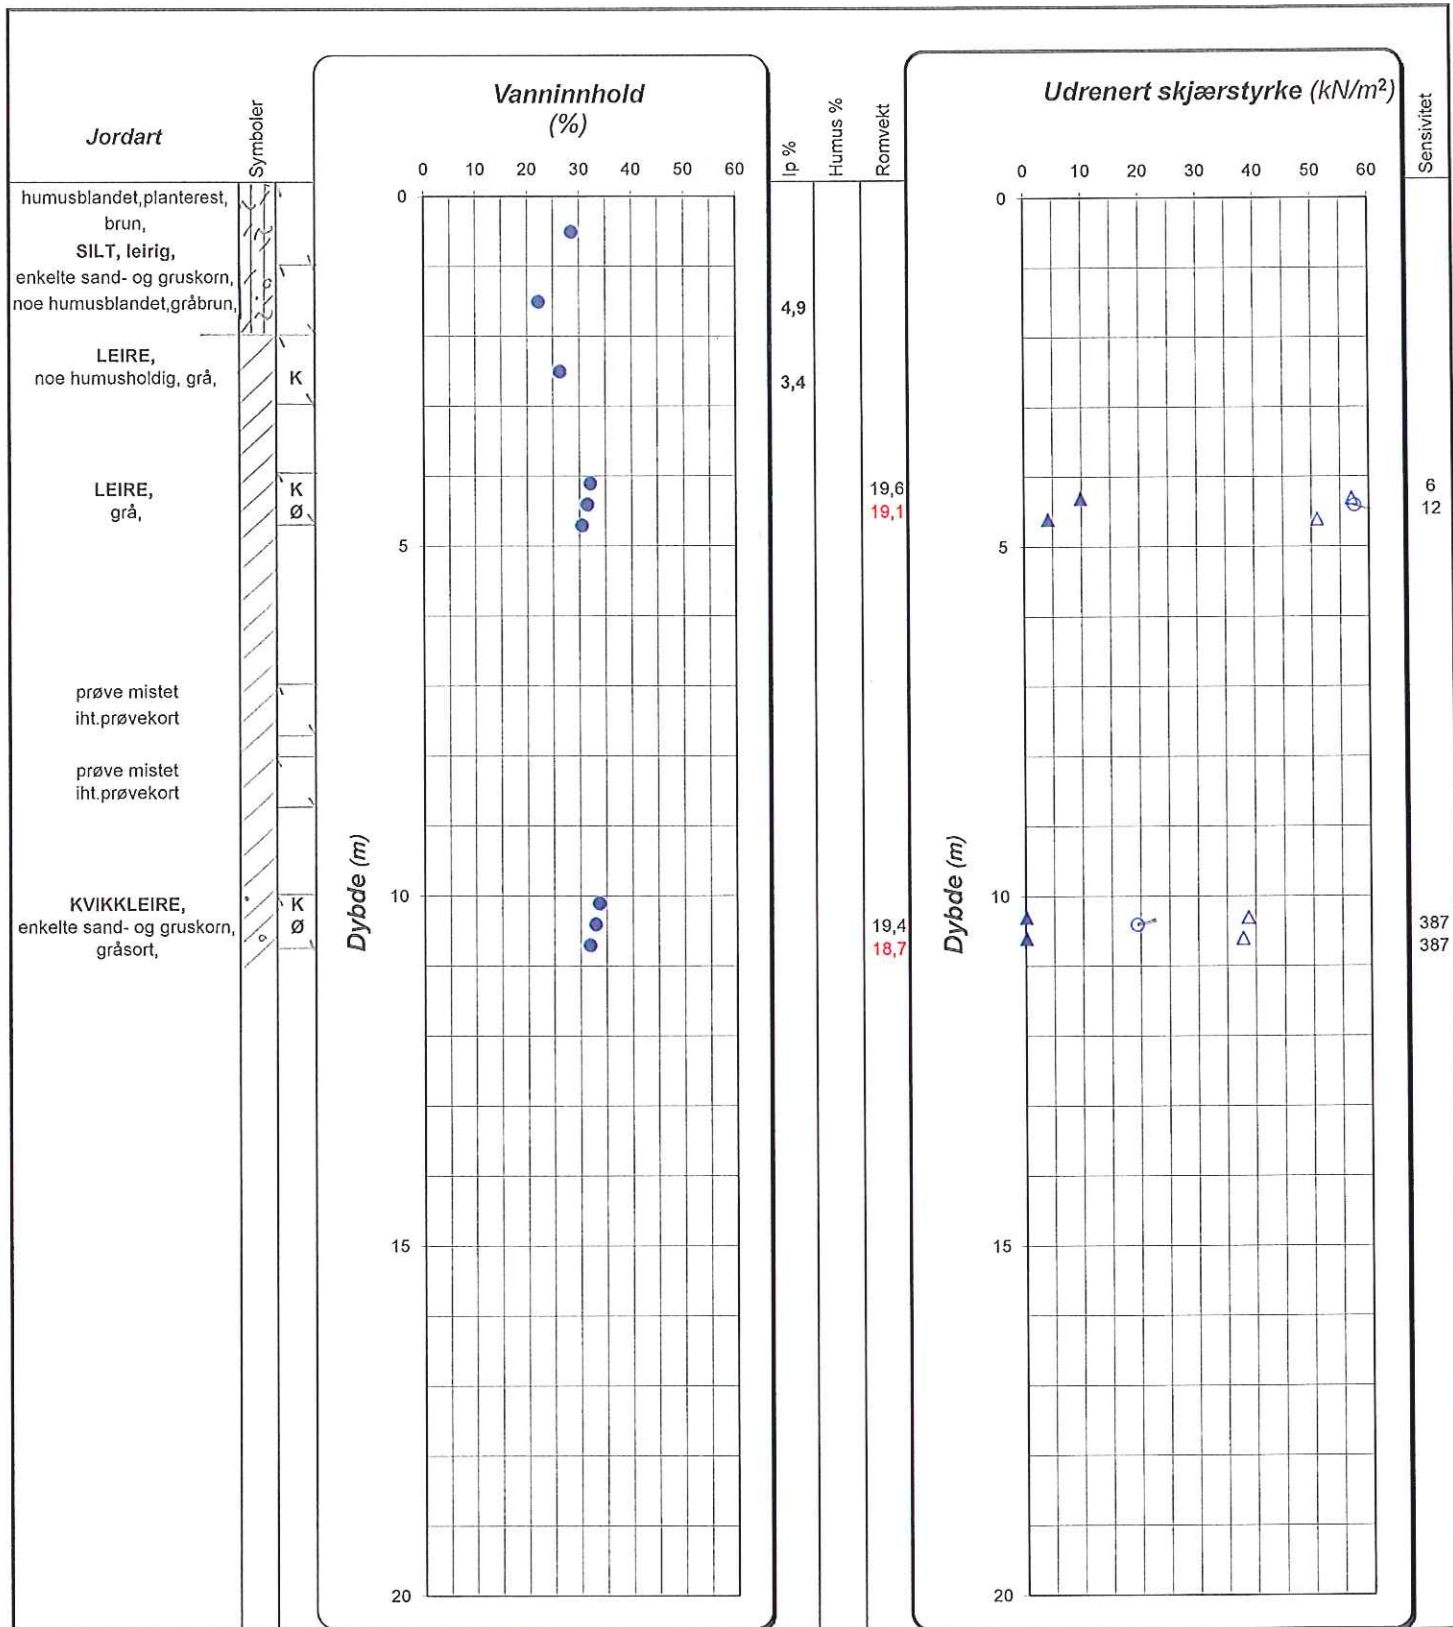 Jordart
Symboler
Vanninnhold
(%)
0 10 20 30 40 50 60
Ip %
Humus %
Romvekt
Udrenert skjærstyrke (kN/m²)
0 10 20 30 40 50 60
Sensivitet
humusblandet,planterest,
brun,
SILT, leirig,
enkelte sand- og gruskorn,
noe humusblandet,gråbrun,
LEIRE,
noe humusholdig, grå,
K
LEIRE,
grå,
K
Ø
prøve mistet
iht.prøvekort
prøve mistet
iht.prøvekort
KVIKKLEIRE,
enkelte sand- og gruskorn,
gråsort,
K
Ø
Dybde (m)
0
5
10
15
20
4,9
3,4
19,6
19,1
19,4
18,7
Dybde (m)
0
5
10
15
20
6
12
387
387